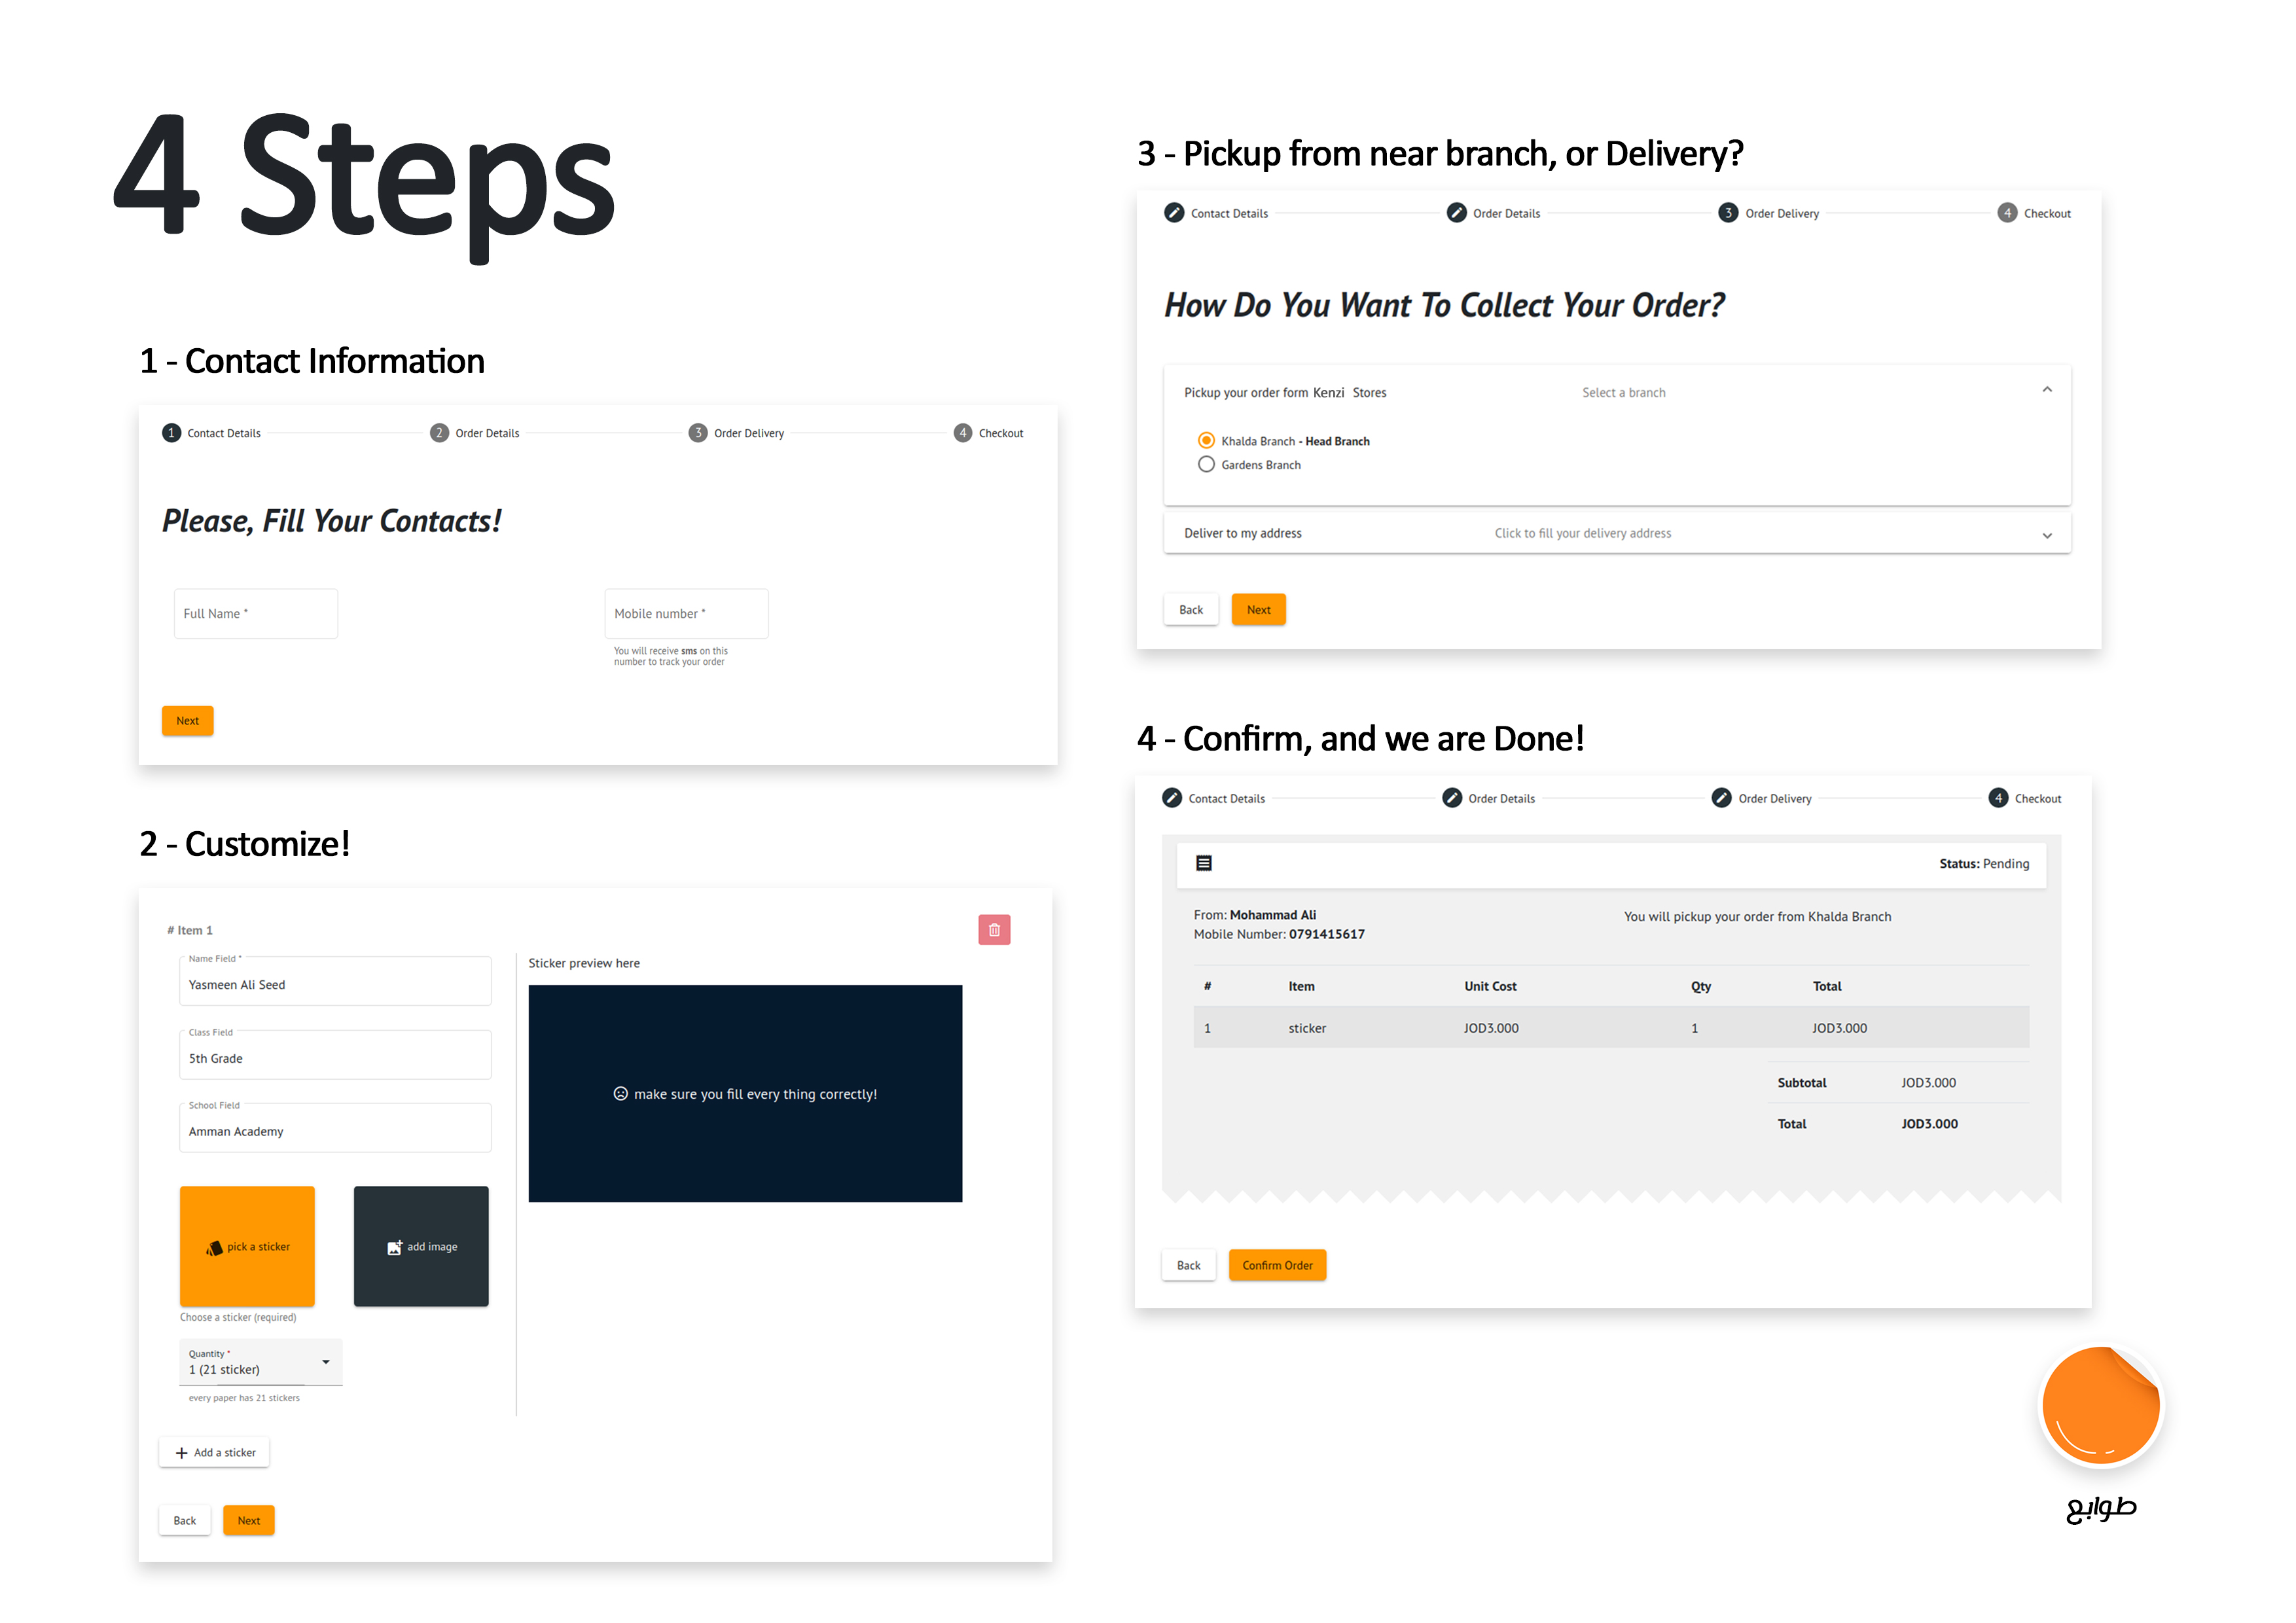 4 Steps
1 - Contact Information
1 Contact Details 2 Order Details 3 Order Delivery 4 Checkout
Please, Fill Your Contacts!
Full Name *
Mobile number *
You will receive sms on this
number to track your order
Next
2 - Customize!
# Item 1
Name Field *
Yasmeen Ali Seed
Class Field
5th Grade
School Field
Amman Academy
pick a sticker
add image
Choose a sticker (required)
Quantity *
1 (21 sticker)
every paper has 21 stickers
Sticker preview here
make sure you fill every thing correctly!
+ Add a sticker
Back Next
3 - Pickup from near branch, or Delivery?
Contact Details Order Details 3 Order Delivery 4 Checkout
How Do You Want To Collect Your Order?
Pickup your order form Kenzi Stores Select a branch
Khalda Branch - Head Branch
Gardens Branch
Deliver to my address Click to fill your delivery address
Back Next
4 - Confirm, and we are Done!
Contact Details Order Details Order Delivery 4 Checkout
Status: Pending
From: Mohammad Ali
Mobile Number: 0791415617
You will pickup your order from Khalda Branch
# Item Unit Cost Qty Total
1 sticker JOD3.000 1 JOD3.000
Subtotal JOD3.000
Total JOD3.000
Back Confirm Order
طوابع